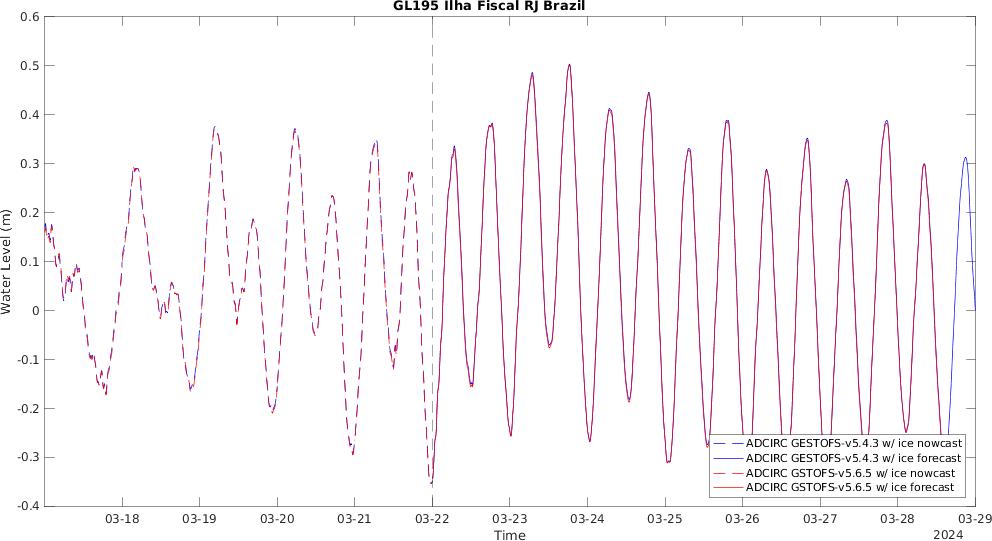 GL195 Ilha Fiscal RJ Brazil
Water Level (m)
0.6
0.5
0.4
0.3
0.2
0.1
0
-0.1
-0.2
-0.3
-0.4
ADCIRC GESTOFS-v5.4.3 w/ ice nowcast
ADCIRC GESTOFS-v5.4.3 w/ ice forecast
ADCIRC GSTOFS-v5.6.5 w/ ice nowcast
ADCIRC GSTOFS-v5.6.5 w/ ice forecast
03-18 03-19 03-20 03-21 03-22 03-23 03-24 03-25 03-26 03-27 03-28 03-29
Time
2024